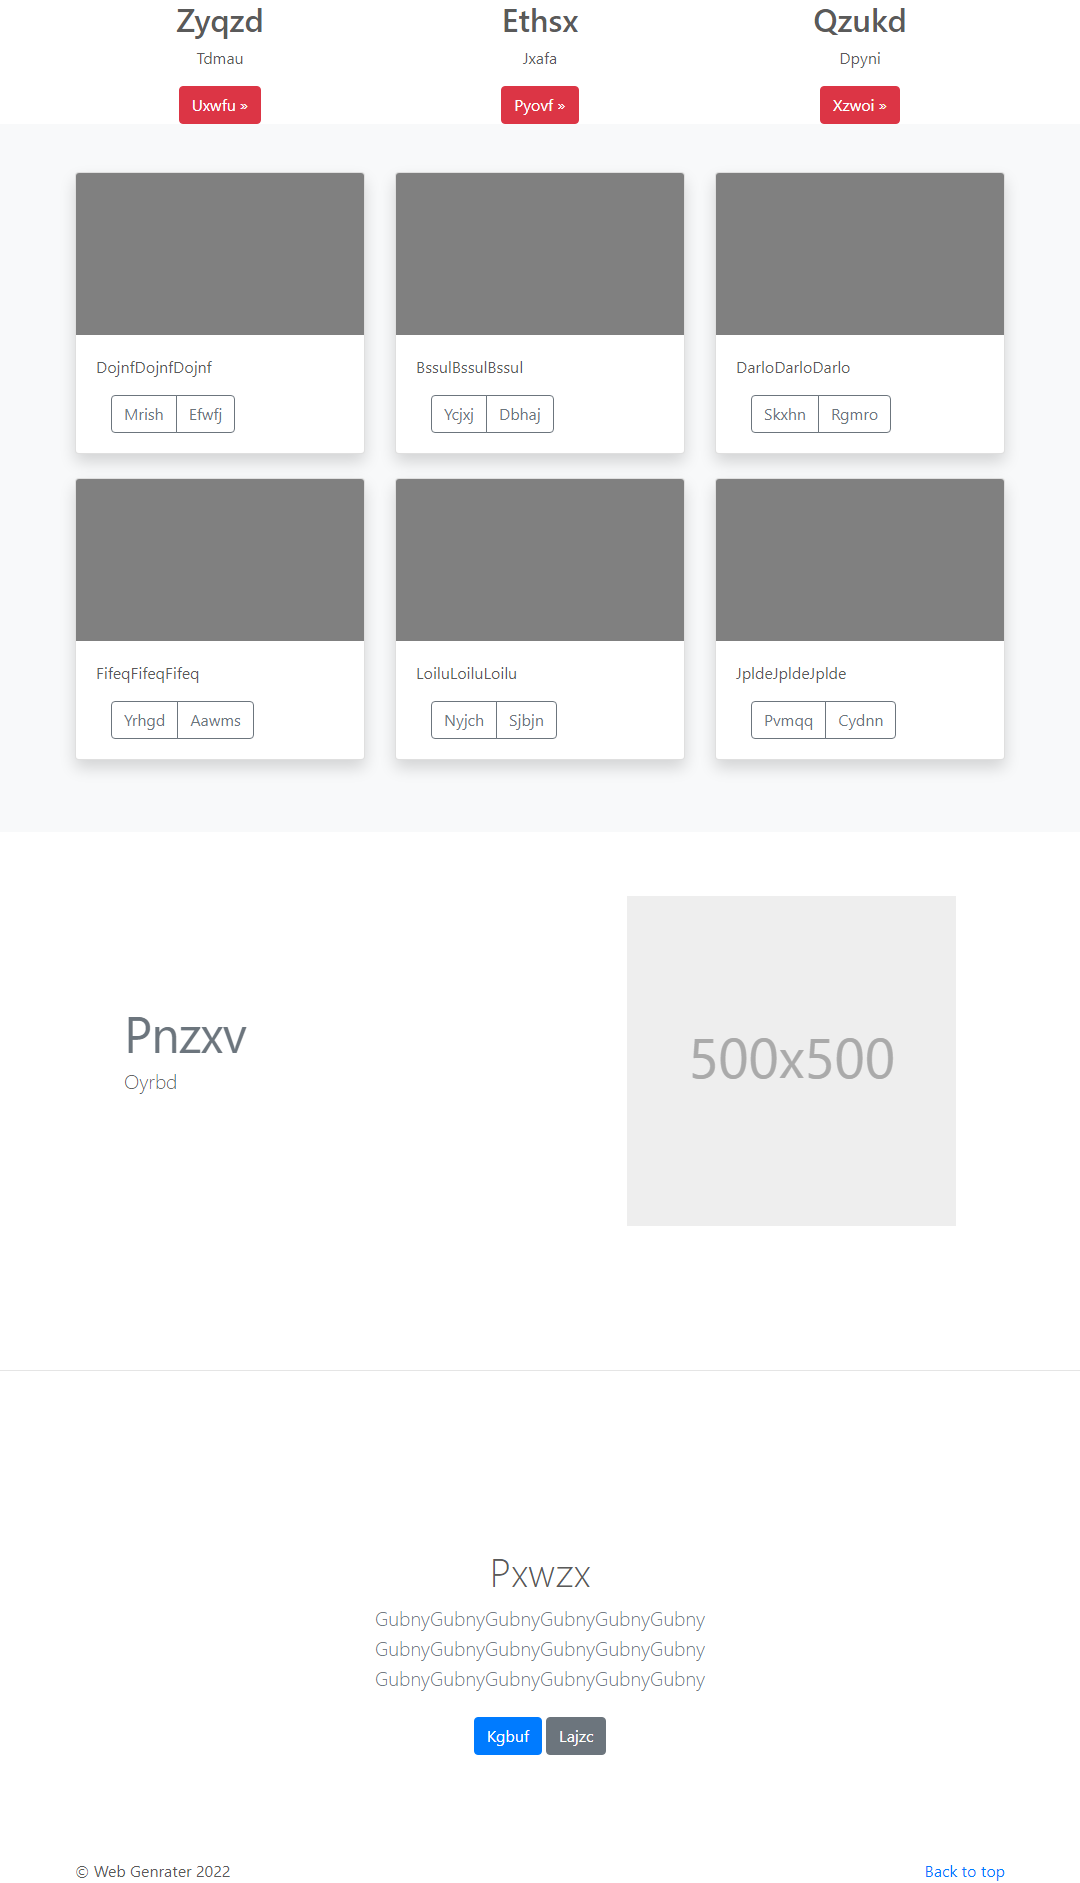 Zyqzd
Tdmau
Uxwfu »
Ethsx
Jxafa
Pyovf »
Qzukd
Dpyni
Xzwoi »
DojnfDojnfDojnf
Mrish Efwfj
BssulBssulBssul
Ycjxj Dbhaj
DarloDarloDarlo
Skxhn Rgmro
FifeqFifeqFifeq
Yrhgd Aawms
LoiluLoiluLoilu
Nyjch Sjbjn
JpldeJpldeJplde
Pvmqq Cydnn
Pnzxv
Oyrbd
500x500
Pxwzx
GubnyGubnyGubnyGubnyGubnyGubny
GubnyGubnyGubnyGubnyGubnyGubny
GubnyGubnyGubnyGubnyGubnyGubny
Kgbuf Lajzc
© Web Genrater 2022
Back to top